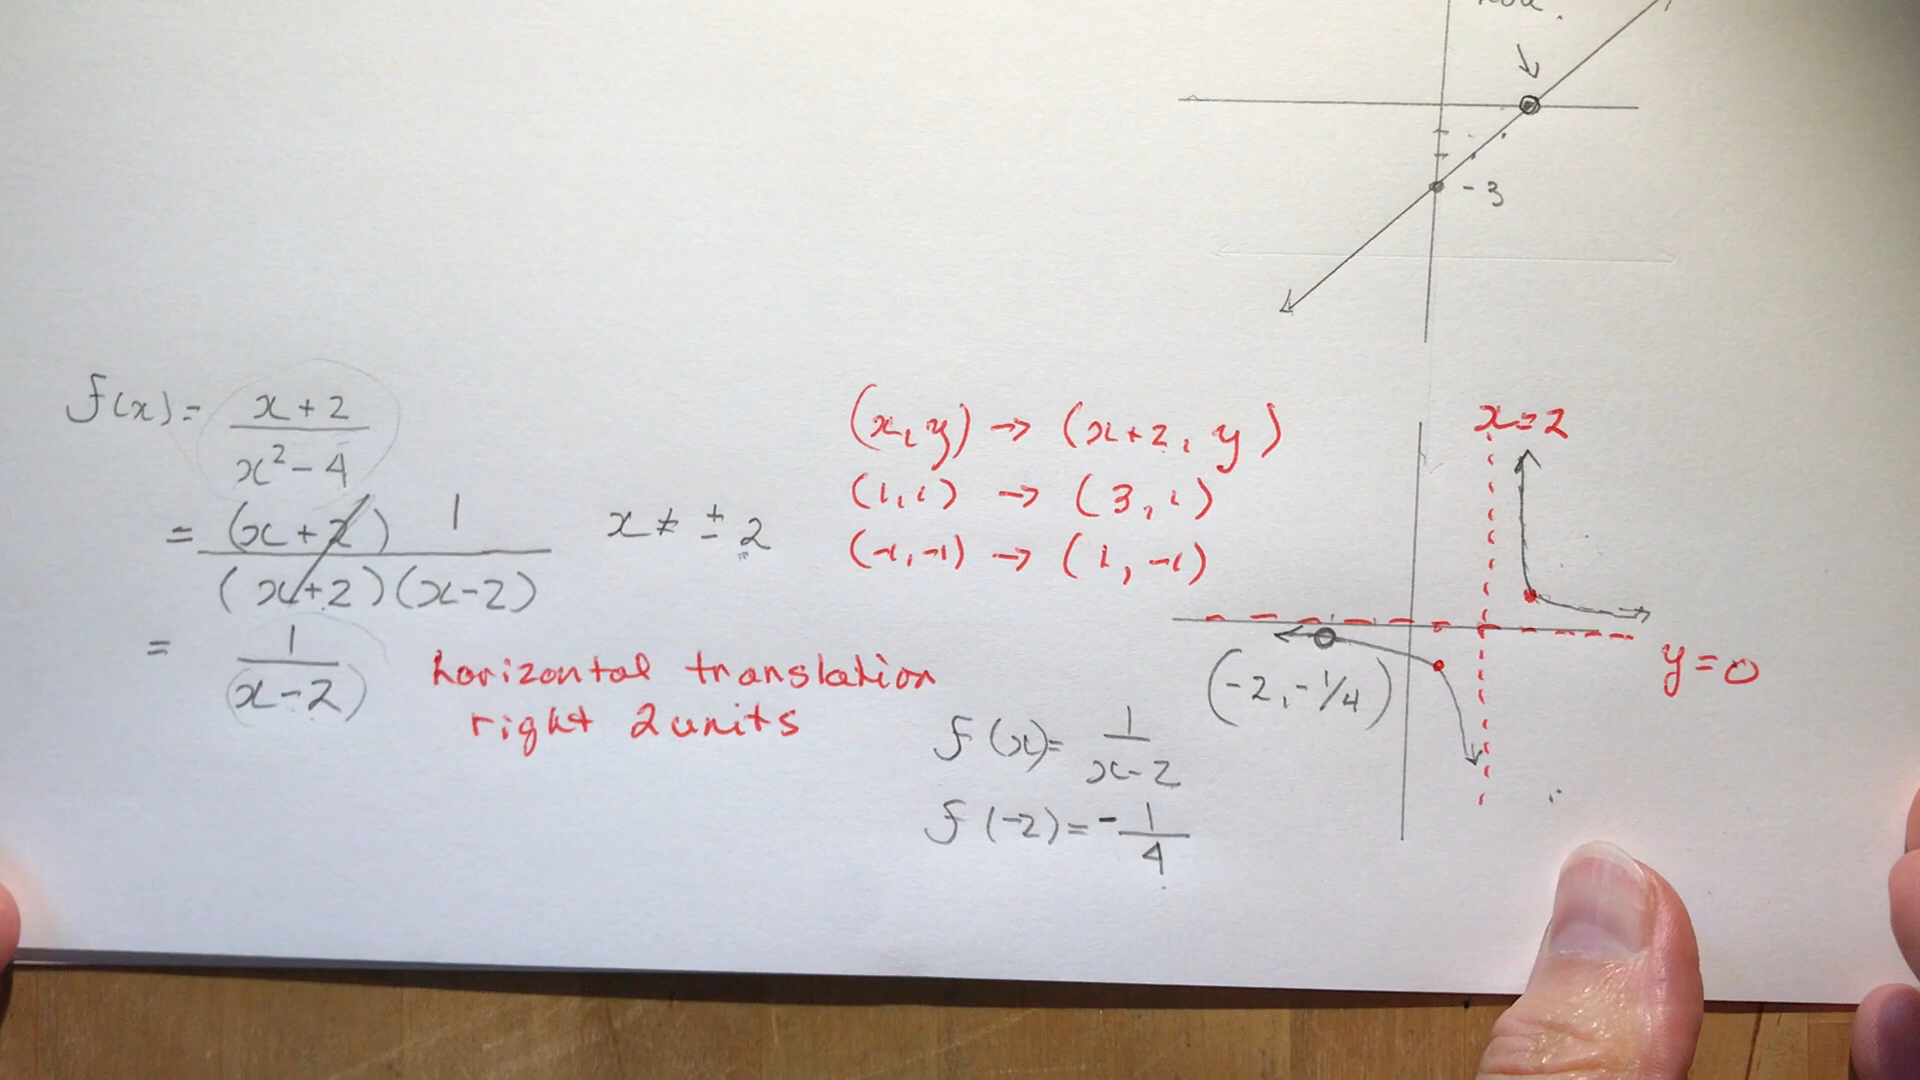 -3
f(x) = x+2 / x²-4
= (x+2) 1 / (x+2)(x-2) x ≠ ± 2
= 1 / (x-2)
horizontal translation
right 2 units
(x, y) → (x+2, y)
(1, 1) → (3, 1)
(-1, -1) → (1, -1)
x=2
y=0
(-2, -1/4)
f(x)= 1 / x-2
f(-2)= - 1 / 4